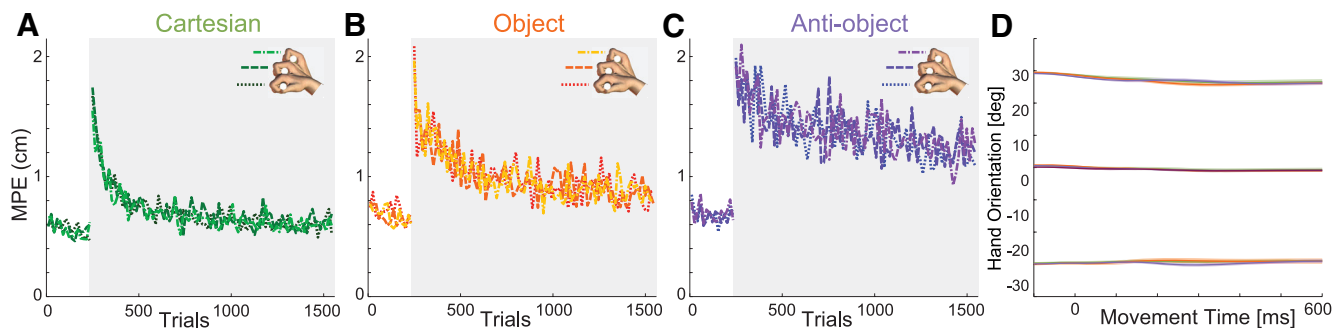 A Cartesian
MPE (cm)
2
1
0
0 500 1000 1500
Trials
B Object
2
1
0
0 500 1000 1500
Trials
C Anti-object
2
1
0
0 500 1000 1500
Trials
D
Hand Orientation [deg]
30
20
10
0
-10
-20
-30
0 600
Movement Time [ms]